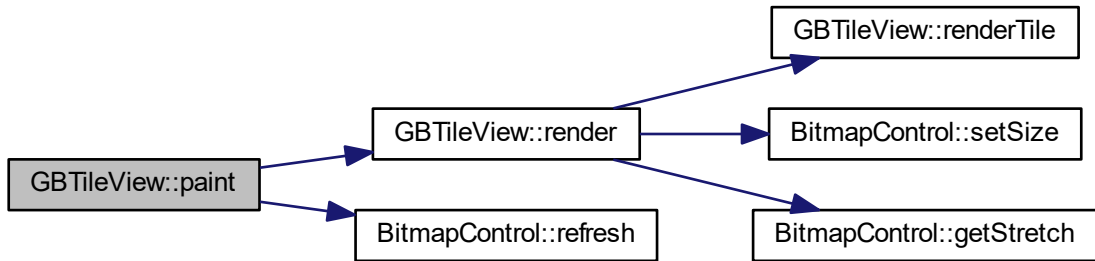 GBTileView::renderTile
GBTileView::render
BitmapControl::setSize
GBTileView::paint
BitmapControl::refresh
BitmapControl::getStretch